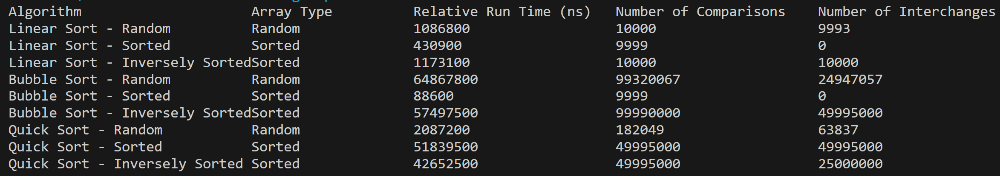 Algorithm Array Type Relative Run Time (ns) Number of Comparisons Number of Interchanges
Linear Sort - Random Random 1086800 10000 9993
Linear Sort - Sorted Sorted 430900 9999 0
Linear Sort - Inversely SortedSorted 1173100 10000 10000
Bubble Sort - Random Random 64867800 99320067 24947057
Bubble Sort - Sorted Sorted 88600 9999 0
Bubble Sort - Inversely SortedSorted 57497500 99990000 49995000
Quick Sort - Random Random 2087200 182049 63837
Quick Sort - Sorted Sorted 51839500 49995000 49995000
Quick Sort - Inversely Sorted Sorted 42652500 49995000 25000000